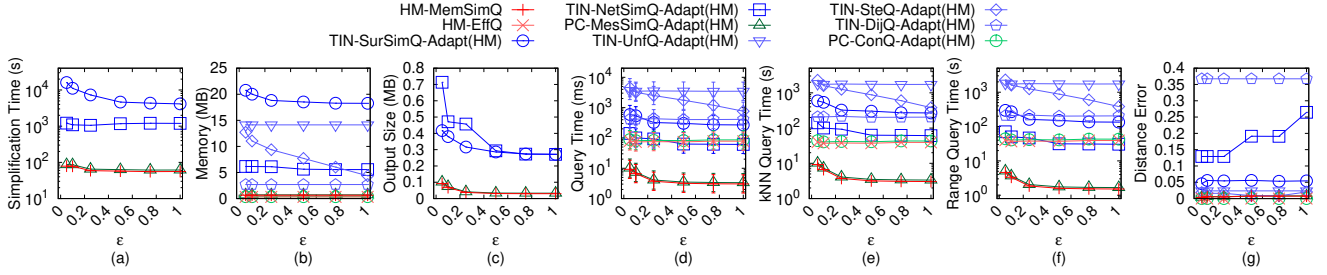 HM-MemSimQ
HM-EffQ
TIN-SurSimQ-Adapt(HM)
TIN-NetSimQ-Adapt(HM)
PC-MesSimQ-Adapt(HM)
TIN-UnfQ-Adapt(HM)
TIN-SteQ-Adapt(HM)
TIN-DijQ-Adapt(HM)
PC-ConQ-Adapt(HM)
Simplification Time (s)
10^4
10^3
10^2
10^1
0.2 0.4 0.6 0.8 1
ε
(a)
Memory (MB)
25
20
15
10
5
0
0.2 0.4 0.6 0.8 1
ε
(b)
Output Size (MB)
0.8
0.7
0.6
0.5
0.4
0.3
0.2
0.1
0
0.2 0.4 0.6 0.8 1
ε
(c)
Query Time (ms)
10^4
10^3
10^2
10^1
10^0
0.2 0.4 0.6 0.8 1
ε
(d)
kNN Query Time (s)
10^3
10^2
10^1
10^0
0.2 0.4 0.6 0.8 1
ε
(e)
Range Query Time (s)
10^3
10^2
10^1
10^0
0.2 0.4 0.6 0.8 1
ε
(f)
Distance Error
0.4
0.35
0.3
0.25
0.2
0.15
0.1
0.05
0
0.2 0.4 0.6 0.8 1
ε
(g)